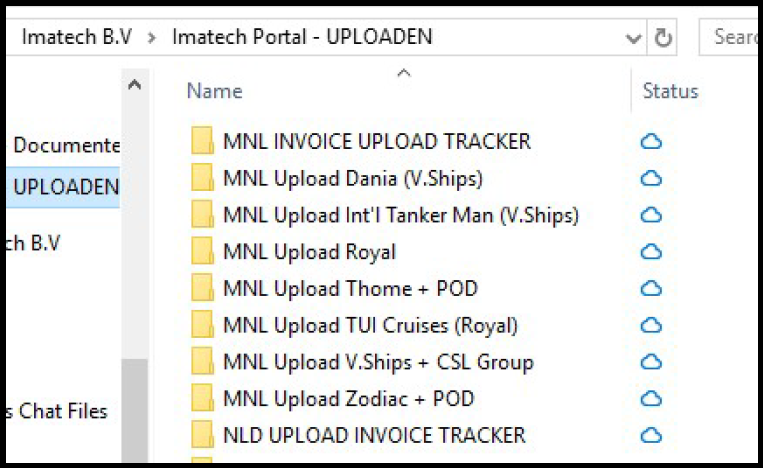 Imatech B.V > Imatech Portal - UPLOADEN
Sear
Name
Status
Documente
UPLOADEN
ch B.V
s Chat Files
MNL INVOICE UPLOAD TRACKER
MNL Upload Dania (V.Ships)
MNL Upload Int'l Tanker Man (V.Ships)
MNL Upload Royal
MNL Upload Thome + POD
MNL Upload TUI Cruises (Royal)
MNL Upload V.Ships + CSL Group
MNL Upload Zodiac + POD
NLD UPLOAD INVOICE TRACKER